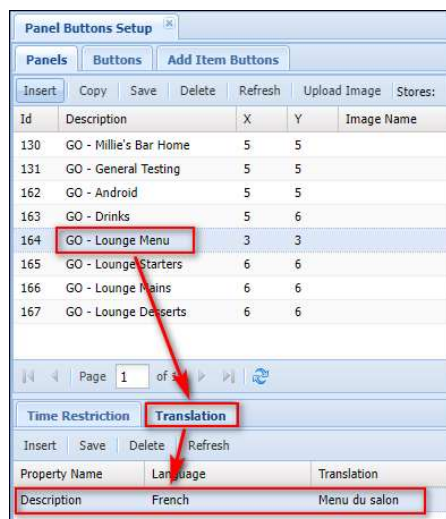 Panel Buttons Setup
Panels Buttons Add Item Buttons
Insert Copy Save Delete Refresh Upload Image Stores:
Id Description X Y Image Name
130 GO - Millie's Bar Home 5 5
131 GO - General Testing 5 5
162 GO - Android 5 5
163 GO - Drinks 5 6
164 GO - Lounge Menu 3 3
165 GO - Lounge Starters 6 6
166 GO - Lounge Mains 6 6
167 GO - Lounge Desserts 6 6
Page 1 of
Time Restriction Translation
Insert Save Delete Refresh
Property Name Language Translation
Description French Menu du salon